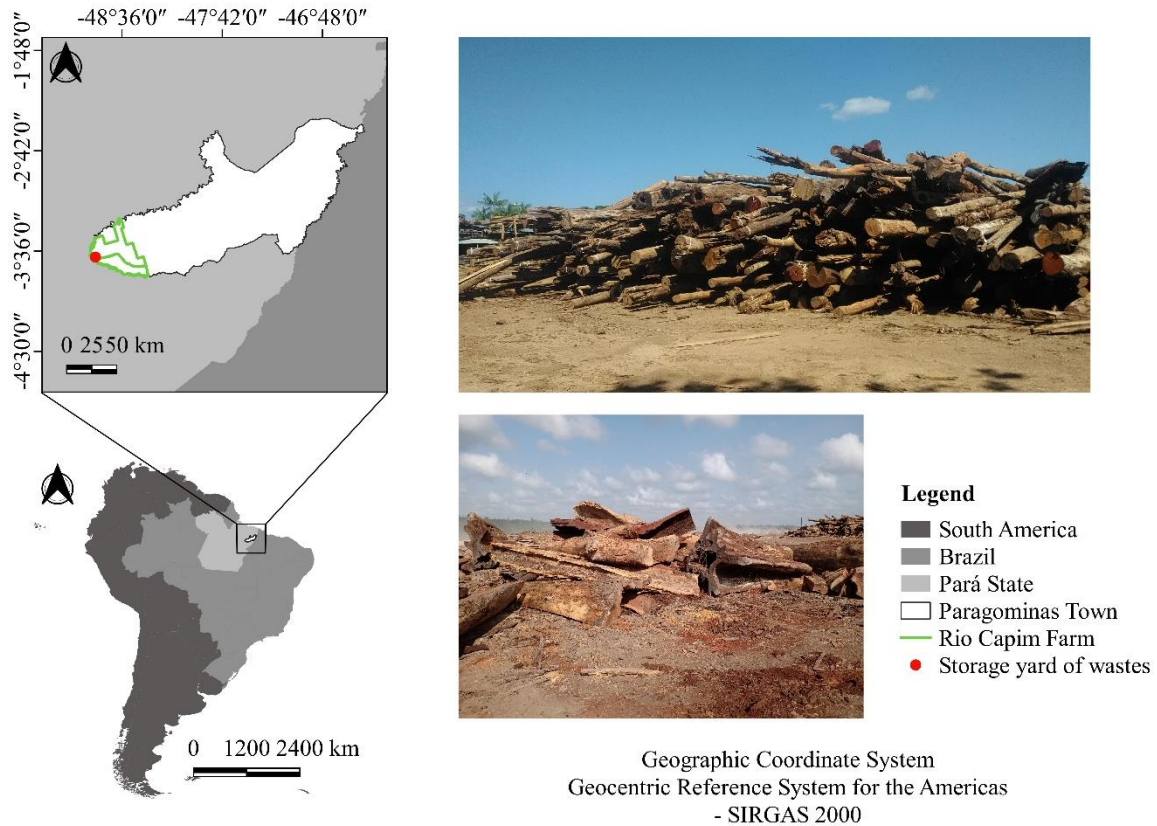 -48°36′0″ -47°42′0″ -46°48′0″
-1°48′0″
-2°42′0″
-3°36′0″
-4°30′0″
0 2550 km
0 1200 2400 km
Legend
South America
Brazil
Pará State
Paragominas Town
Rio Capim Farm
Storage yard of wastes
Geographic Coordinate System
Geocentric Reference System for the Americas
- SIRGAS 2000